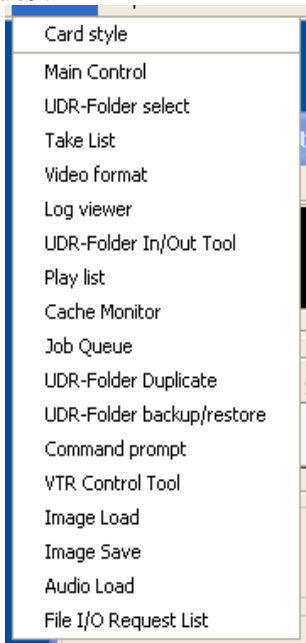 Card style
Main Control
UDR-Folder select
Take List
Video format
Log viewer
UDR-Folder In/Out Tool
Play list
Cache Monitor
Job Queue
UDR-Folder Duplicate
UDR-Folder backup/restore
Command prompt
VTR Control Tool
Image Load
Image Save
Audio Load
File I/O Request List